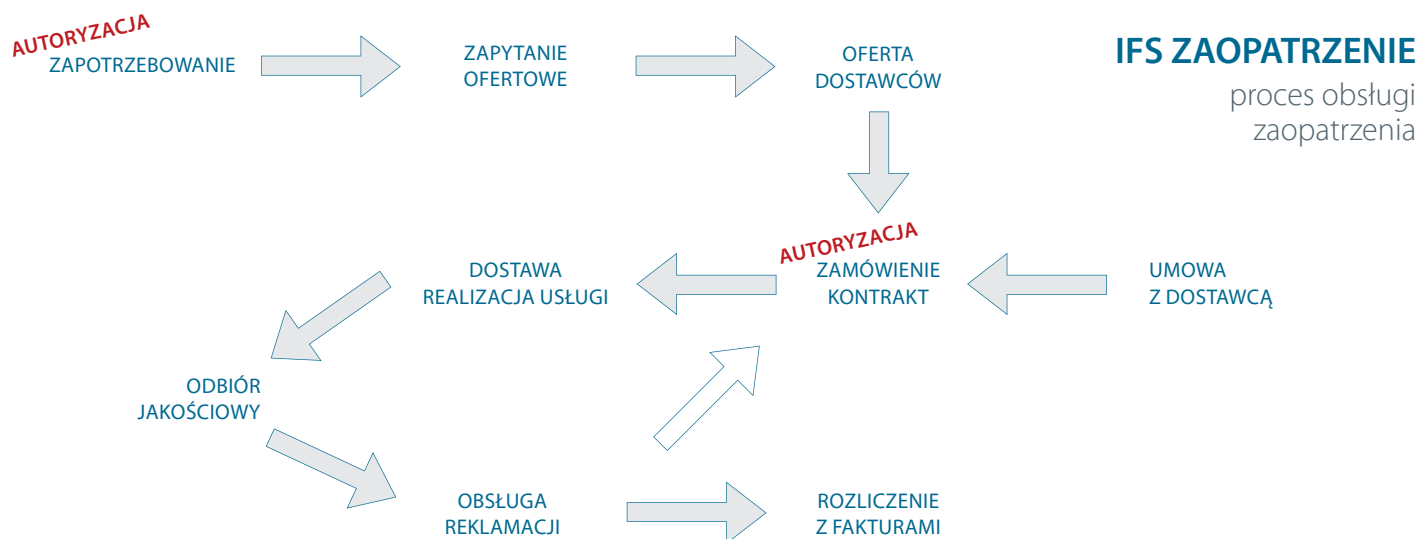 AUTORYZACJA
ZAPOTRZEBOWANIE
ZAPYTANIE
OFERTOWE
OFERTA
DOSTAWCÓW
IFS ZAOPATRZENIE
proces obsługi
zaopatrzenia
DOSTAWA
REALIZACJA USŁUGI
AUTORYZACJA
ZAMÓWIENIE
KONTRAKT
UMOWA
Z DOSTAWCĄ
ODBIÓR
JAKOŚCIOWY
OBSŁUGA
REKLAMACJI
ROZLICZENIE
Z FAKTURAMI